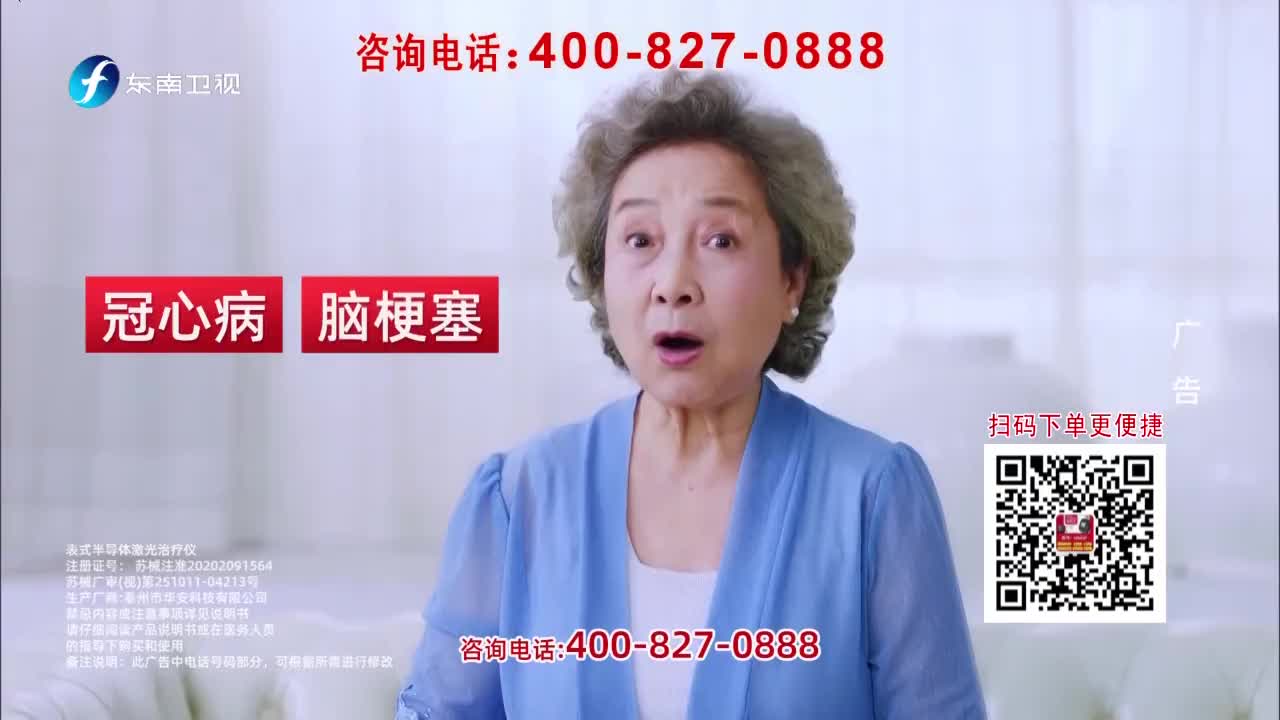 咨询电话:400-827-0888
东南卫视
冠心病 脑梗塞
广告
扫码下单更便捷
表式半导体激光治疗仪
注册证号： 苏械注准20202091564
苏械广审(视)第251011-04213号
生产厂商:泰州市华安科技有限公司
禁忌内容或注意事项详见说明书
请仔细阅读产品说明书或在医务人员
的指导下购买和使用
备注说明：此广告中电话号码部分，可根据所需进行修改
咨询电话:400-827-0888